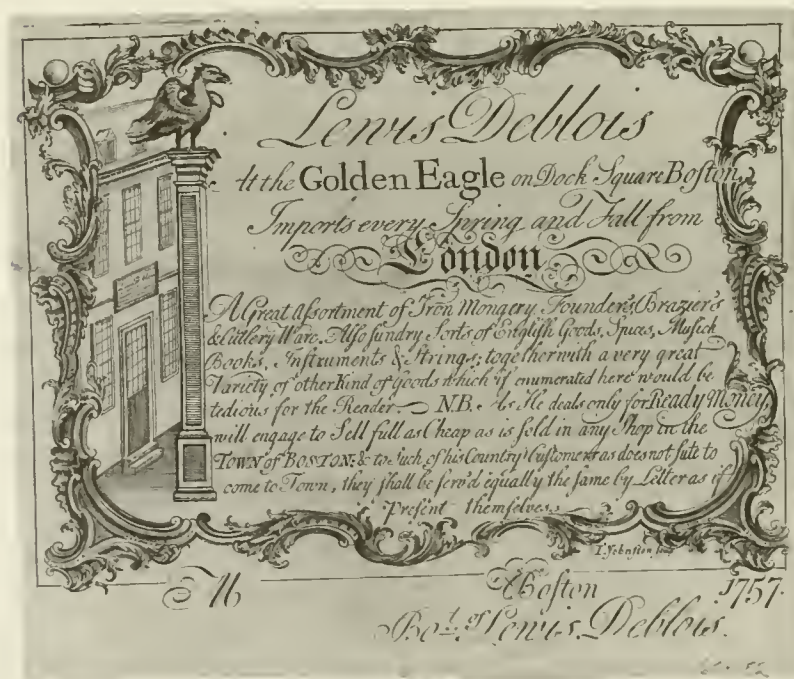 Lewis Deblois
At the Golden Eagle on Dock Square Boſton,
Imports every Spring and Fall from
London
A Great Aſsortment of Iron Mongery, Founder's, Brazier's
& Cutlery Ware. Alſo ſundry Sorts of Engliſh Goods, Spices, Muſick
Books, Inſtruments & Strings, together with a very great
Variety of other Kind of Goods which if enumerated here would be
tedious for the Reader. N.B. As He deals only for Ready Money,
will engage to Sell full as Cheap as is ſold in any Shop in the
TOWN of BOSTON: & to Such of his Country Cuſtomers as does not ſute to
come to Town, they ſhall be ſerv'd equally the ſame by Letter as if
Preſent themſelves.
Johnſton
M
Boſton 1757.
Bot. of Lewis Deblois.